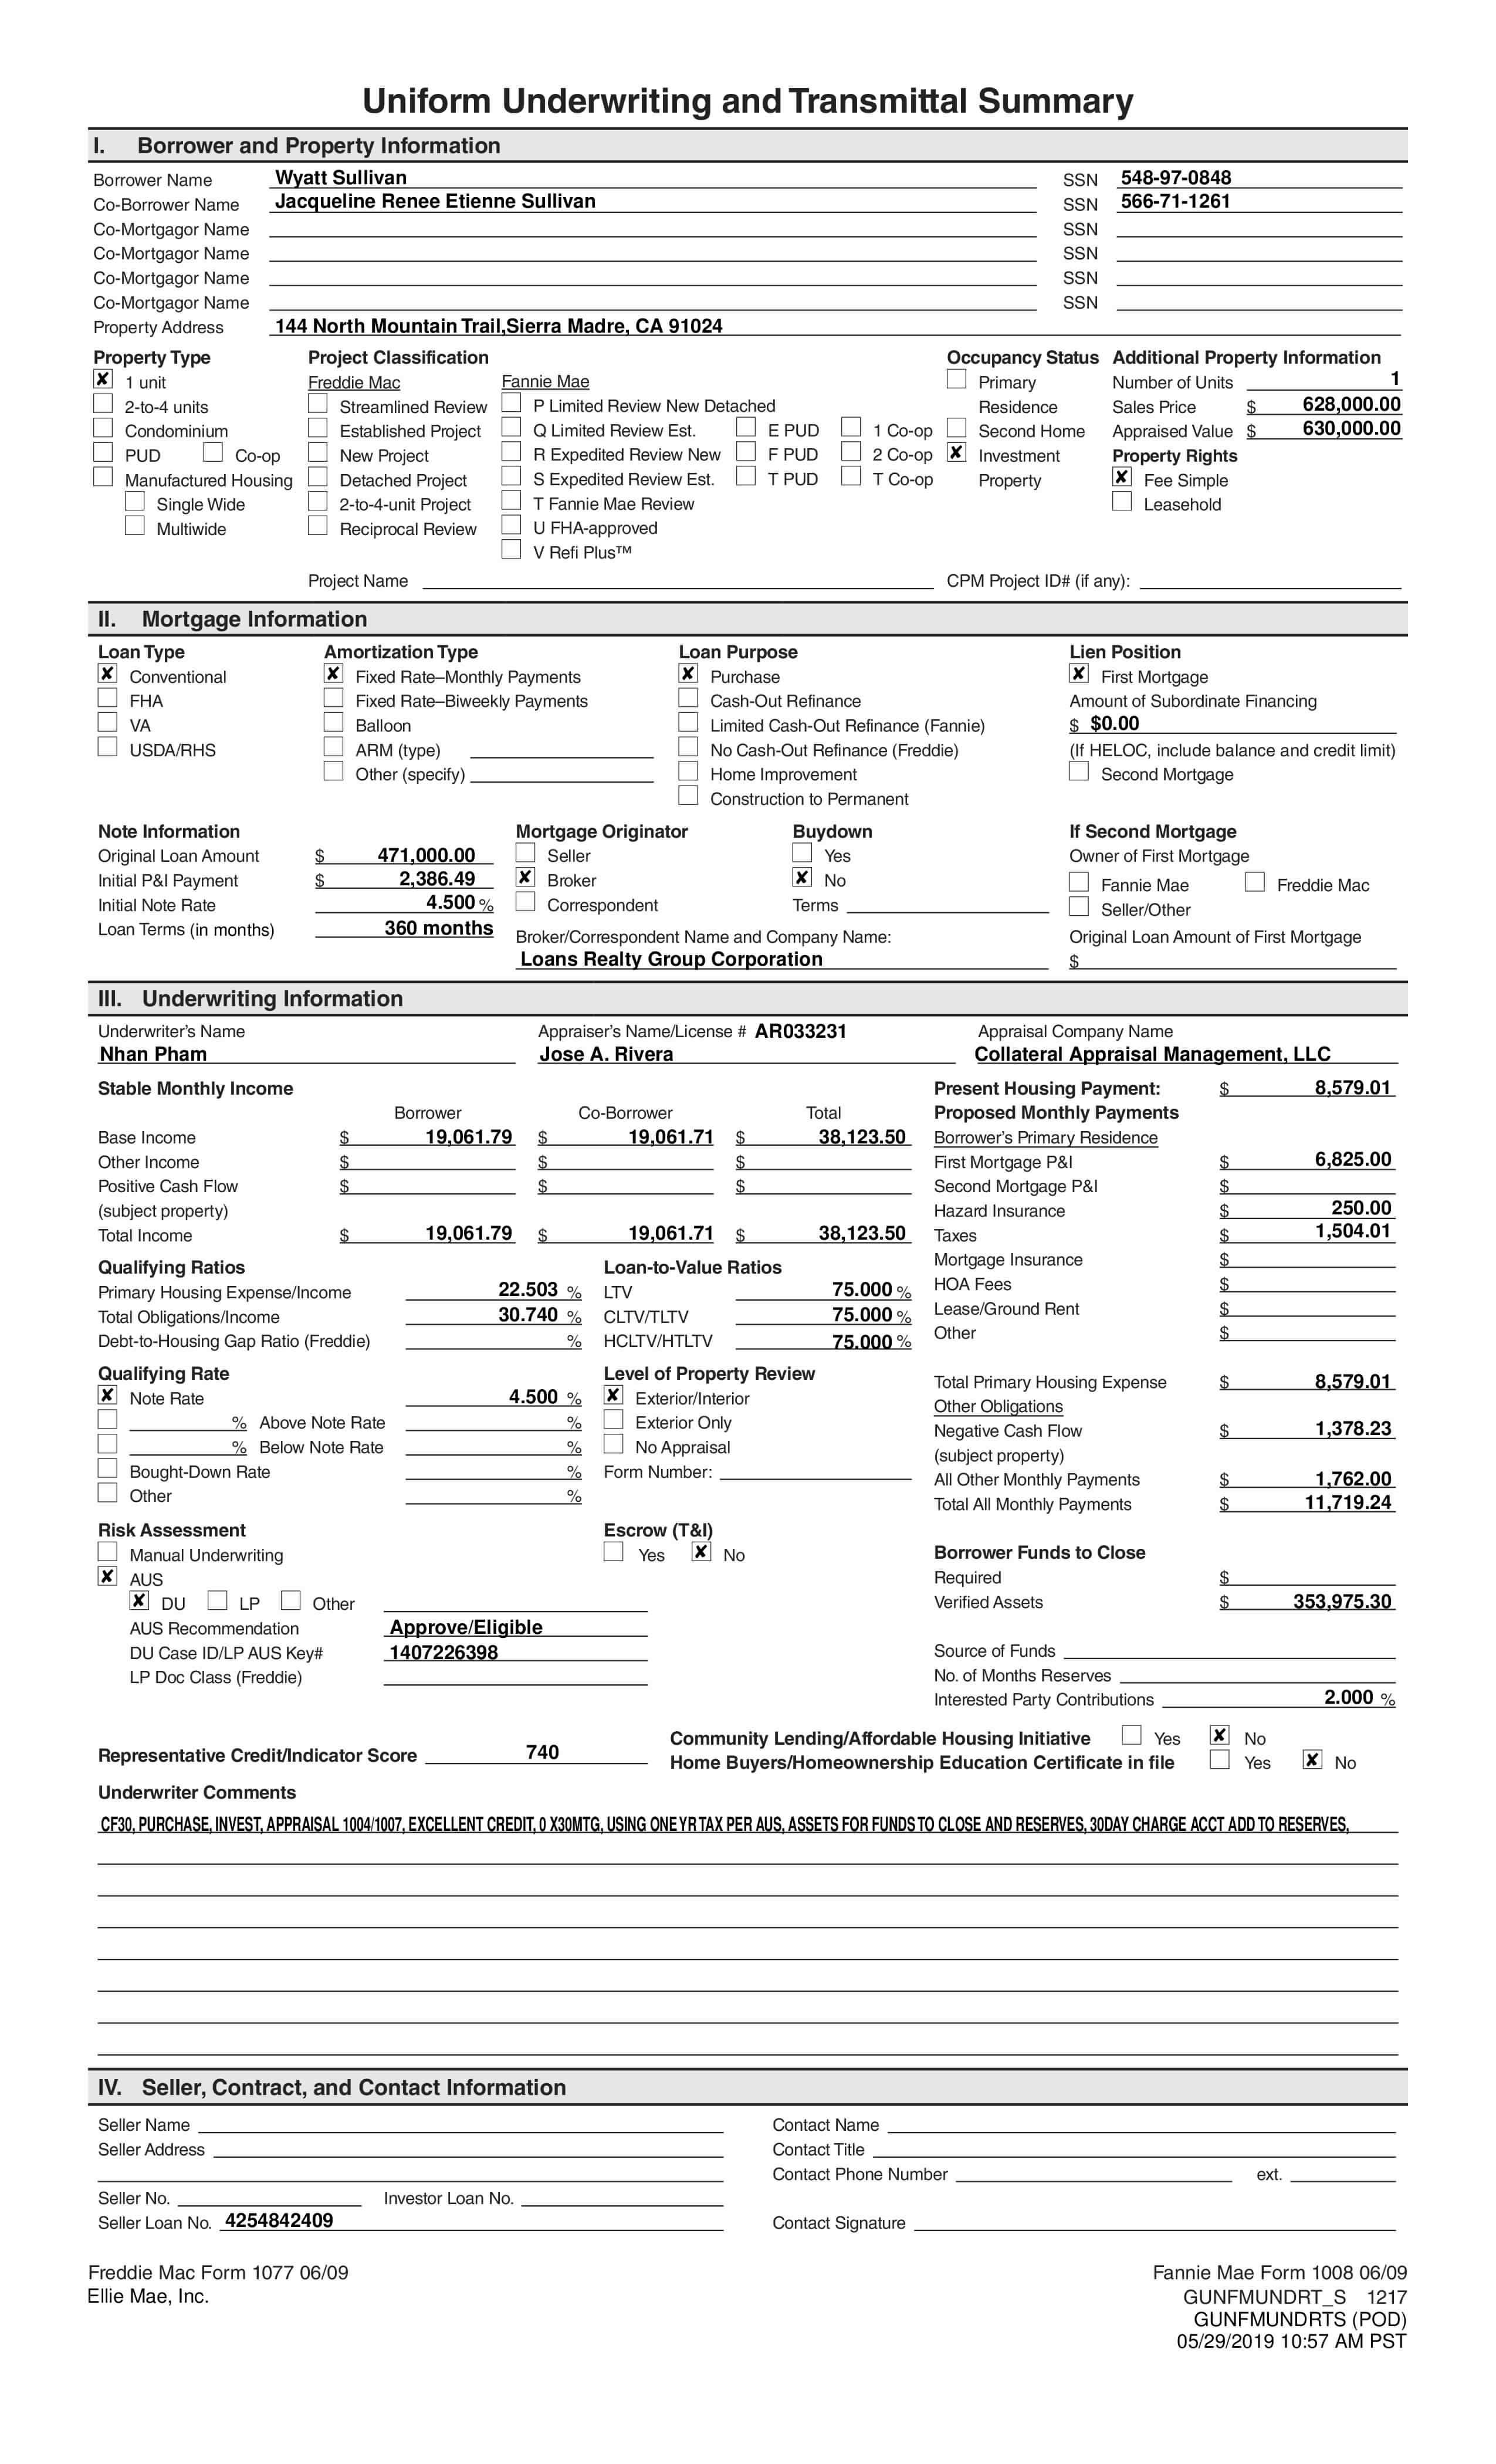 Uniform Underwriting and Transmittal Summary
I. Borrower and Property Information
Borrower Name Wyatt Sullivan SSN 548-97-0848
Co-Borrower Name Jacqueline Renee Etienne Sullivan SSN 566-71-1261
Co-Mortgagor Name SSN
Co-Mortgagor Name SSN
Co-Mortgagor Name SSN
Co-Mortgagor Name SSN
Property Address 144 North Mountain Trail,Sierra Madre, CA 91024
Property Type Project Classification Occupancy Status Additional Property Information
✘ 1 unit Freddie Mac Fannie Mae Primary Number of Units 1
2-to-4 units Streamlined Review P Limited Review New Detached Residence Sales Price $ 628,000.00
Condominium Established Project Q Limited Review Est. E PUD 1 Co-op Second Home Appraised Value $ 630,000.00
PUD Co-op New Project R Expedited Review New F PUD 2 Co-op ✘ Investment Property Rights
Manufactured Housing Detached Project S Expedited Review Est. T PUD T Co-op Property ✘ Fee Simple
Single Wide 2-to-4-unit Project T Fannie Mae Review Leasehold
Multiwide Reciprocal Review U FHA-approved
V Refi Plus™
Project Name CPM Project ID# (if any):
II. Mortgage Information
Loan Type Amortization Type Loan Purpose Lien Position
✘ Conventional ✘ Fixed Rate–Monthly Payments ✘ Purchase ✘ First Mortgage
FHA Fixed Rate–Biweekly Payments Cash-Out Refinance Amount of Subordinate Financing
VA Balloon Limited Cash-Out Refinance (Fannie) $ $0.00
USDA/RHS ARM (type) No Cash-Out Refinance (Freddie) (If HELOC, include balance and credit limit)
Other (specify) Home Improvement Second Mortgage
Construction to Permanent
Note Information Mortgage Originator Buydown If Second Mortgage
Original Loan Amount $ 471,000.00 Seller Yes Owner of First Mortgage
Initial P&I Payment $ 2,386.49 ✘ Broker ✘ No Fannie Mae Freddie Mac
Initial Note Rate 4.500 % Correspondent Terms Seller/Other
Loan Terms (in months) 360 months Broker/Correspondent Name and Company Name: Original Loan Amount of First Mortgage
Loans Realty Group Corporation $
III. Underwriting Information
Underwriter's Name Appraiser's Name/License # AR033231 Appraisal Company Name
Nhan Pham Jose A. Rivera Collateral Appraisal Management, LLC
Stable Monthly Income Present Housing Payment: $ 8,579.01
Borrower Co-Borrower Total Proposed Monthly Payments
Base Income $ 19,061.79 $ 19,061.71 $ 38,123.50 Borrower's Primary Residence
Other Income $ $ $ First Mortgage P&I $ 6,825.00
Positive Cash Flow $ $ $ Second Mortgage P&I $
(subject property) Hazard Insurance $ 250.00
Total Income $ 19,061.79 $ 19,061.71 $ 38,123.50 Taxes $ 1,504.01
Qualifying Ratios Loan-to-Value Ratios Mortgage Insurance $
Primary Housing Expense/Income 22.503 % LTV 75.000 % HOA Fees $
Total Obligations/Income 30.740 % CLTV/TLTV 75.000 % Lease/Ground Rent $
Debt-to-Housing Gap Ratio (Freddie) % HCLTV/HTLTV 75.000 % Other $
Qualifying Rate Level of Property Review Total Primary Housing Expense $ 8,579.01
✘ Note Rate 4.500 % ✘ Exterior/Interior Other Obligations
% Above Note Rate % Exterior Only Negative Cash Flow $ 1,378.23
% Below Note Rate % No Appraisal (subject property)
Bought-Down Rate % Form Number: All Other Monthly Payments $ 1,762.00
Other % Total All Monthly Payments $ 11,719.24
Risk Assessment Escrow (T&I)
Manual Underwriting Yes ✘ No Borrower Funds to Close
✘ AUS Required $
✘ DU LP Other Verified Assets $ 353,975.30
AUS Recommendation Approve/Eligible
DU Case ID/LP AUS Key# 1407226398 Source of Funds
LP Doc Class (Freddie) No. of Months Reserves
Interested Party Contributions 2.000 %
Community Lending/Affordable Housing Initiative Yes ✘ No
Representative Credit/Indicator Score 740 Home Buyers/Homeownership Education Certificate in file Yes ✘ No
Underwriter Comments
CF30, PURCHASE, INVEST, APPRAISAL 1004/1007, EXCELLENT CREDIT, 0 X30MTG, USING ONE YR TAX PER AUS, ASSETS FOR FUNDS TO CLOSE AND RESERVES, 30DAY CHARGE ACCT ADD TO RESERVES,
IV. Seller, Contract, and Contact Information
Seller Name Contact Name
Seller Address Contact Title
Contact Phone Number ext.
Seller No. Investor Loan No.
Seller Loan No. 4254842409 Contact Signature
Freddie Mac Form 1077 06/09 Fannie Mae Form 1008 06/09
Ellie Mae, Inc. GUNFMUNDRT_S 1217
GUNFMUNDRTS (POD)
05/29/2019 10:57 AM PST